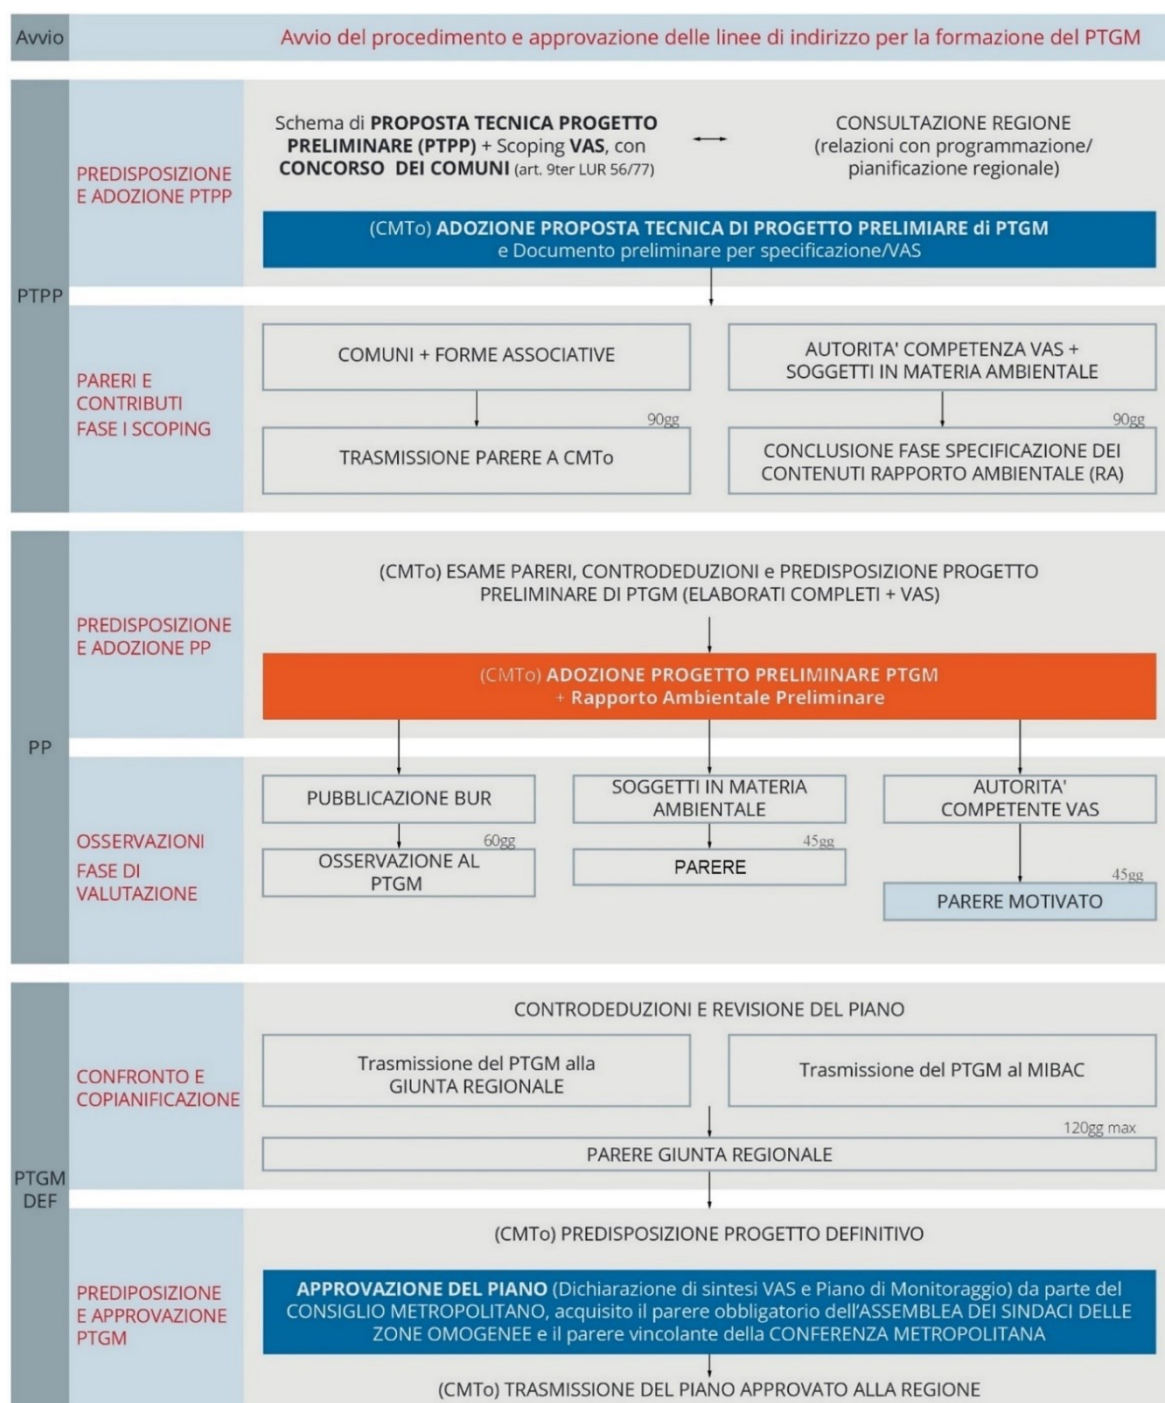 Avvio
Avvio del procedimento e approvazione delle linee di indirizzo per la formazione del PTGM
PTPP
PREDISPOSIZIONE
E ADOZIONE PTPP
Schema di PROPOSTA TECNICA PROGETTO
PRELIMINARE (PTPP) + Scoping VAS, con
CONCORSO DEI COMUNI (art. 9ter LUR 56/77)
CONSULTAZIONE REGIONE
(relazioni con programmazione/
pianificazione regionale)
(CMTo) ADOZIONE PROPOSTA TECNICA DI PROGETTO PRELIMIARE di PTGM
e Documento preliminare per specificazione/VAS
PARERI E
CONTRIBUTI
FASE I SCOPING
COMUNI + FORME ASSOCIATIVE
AUTORITA' COMPETENZA VAS +
SOGGETTI IN MATERIA AMBIENTALE
90gg
TRASMISSIONE PARERE A CMTo
90gg
CONCLUSIONE FASE SPECIFICAZIONE DEI
CONTENUTI RAPPORTO AMBIENTALE (RA)
PP
PREDISPOSIZIONE
E ADOZIONE PP
(CMTo) ESAME PARERI, CONTRODEDUZIONI e PREDISPOSIZIONE PROGETTO
PRELIMINARE DI PTGM (ELABORATI COMPLETI + VAS)
(CMTo) ADOZIONE PROGETTO PRELIMINARE PTGM
+ Rapporto Ambientale Preliminare
OSSERVAZIONI
FASE DI
VALUTAZIONE
PUBBLICAZIONE BUR
60gg
OSSERVAZIONE AL
PTGM
SOGGETTI IN MATERIA
AMBIENTALE
45gg
PARERE
AUTORITA'
COMPETENTE VAS
45gg
PARERE MOTIVATO
PTGM
DEF
CONFRONTO E
COPIANIFICAZIONE
CONTRODEDUZIONI E REVISIONE DEL PIANO
Trasmissione del PTGM alla
GIUNTA REGIONALE
Trasmissione del PTGM al MIBAC
120gg max
PARERE GIUNTA REGIONALE
PREDIPOSIZIONE
E APPROVAZIONE
PTGM
(CMTo) PREDISPOSIZIONE PROGETTO DEFINITIVO
APPROVAZIONE DEL PIANO (Dichiarazione di sintesi VAS e Piano di Monitoraggio) da parte del
CONSIGLIO METROPOLITANO, acquisito il parere obbligatorio dell'ASSEMBLEA DEI SINDACI DELLE
ZONE OMOGENEE e il parere vincolante della CONFERENZA METROPOLITANA
(CMTo) TRASMISSIONE DEL PIANO APPROVATO ALLA REGIONE